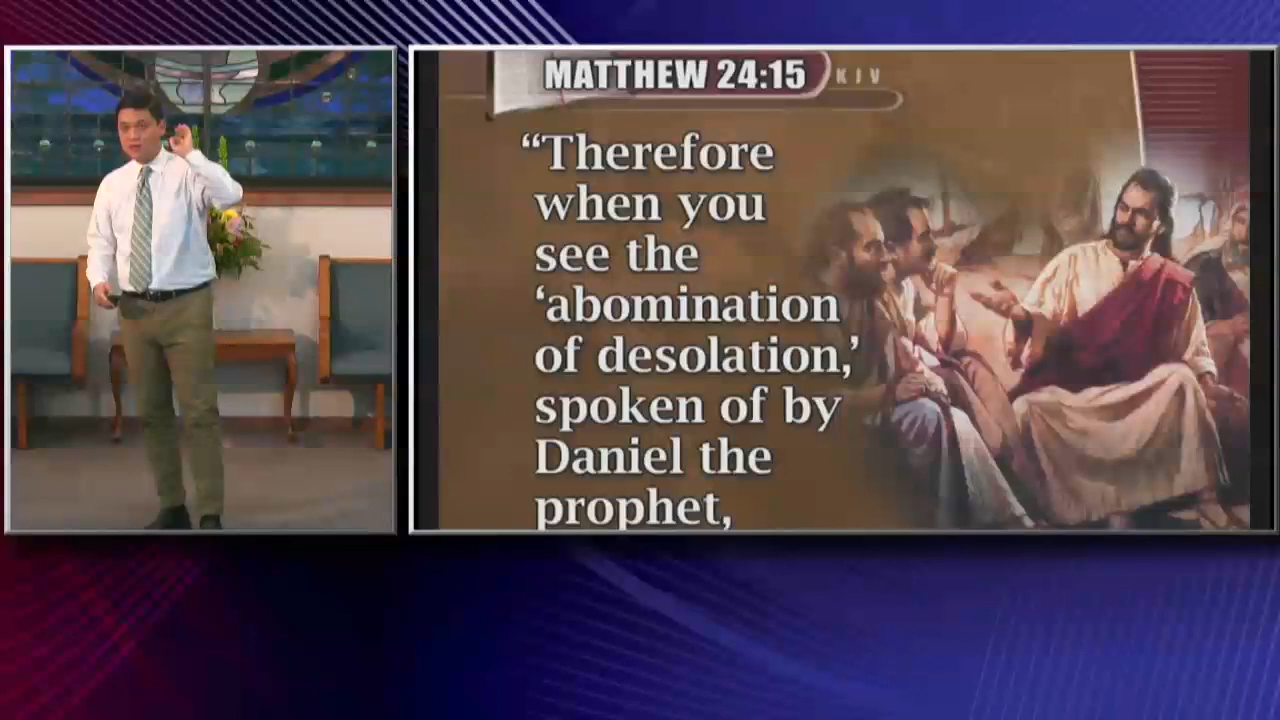 MATTHEW 24:15 KJV
“Therefore
when you
see the
‘abomination
of desolation,’
spoken of by
Daniel the
prophet,